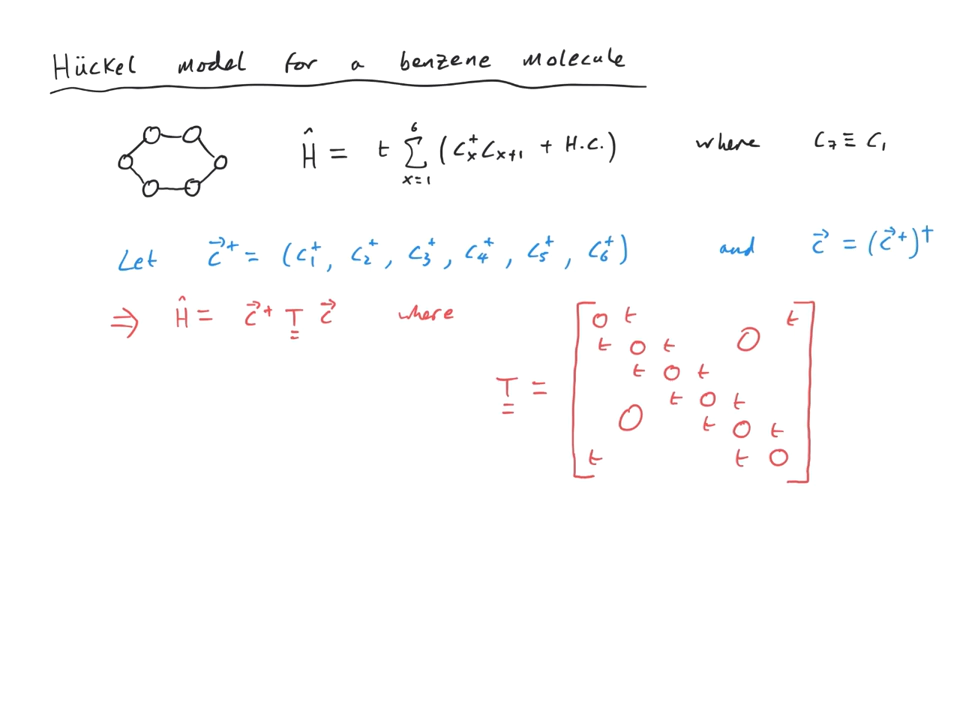 Hückel model for a benzene molecule
Ĥ = t ∑_{x=1}^{6} (c_x^+ c_{x+1} + H.C.) where c_7 ≡ c_1
Let c⃗^+ = (c_1^+, c_2^+, c_3^+, c_4^+, c_5^+, c_6^+) and c⃗ = (c⃗^+)^†
⇒ Ĥ = c⃗^+ T c⃗ where
T =
0 t t
t 0 t 0
t 0 t
t 0 t
0 t 0 t
t t 0